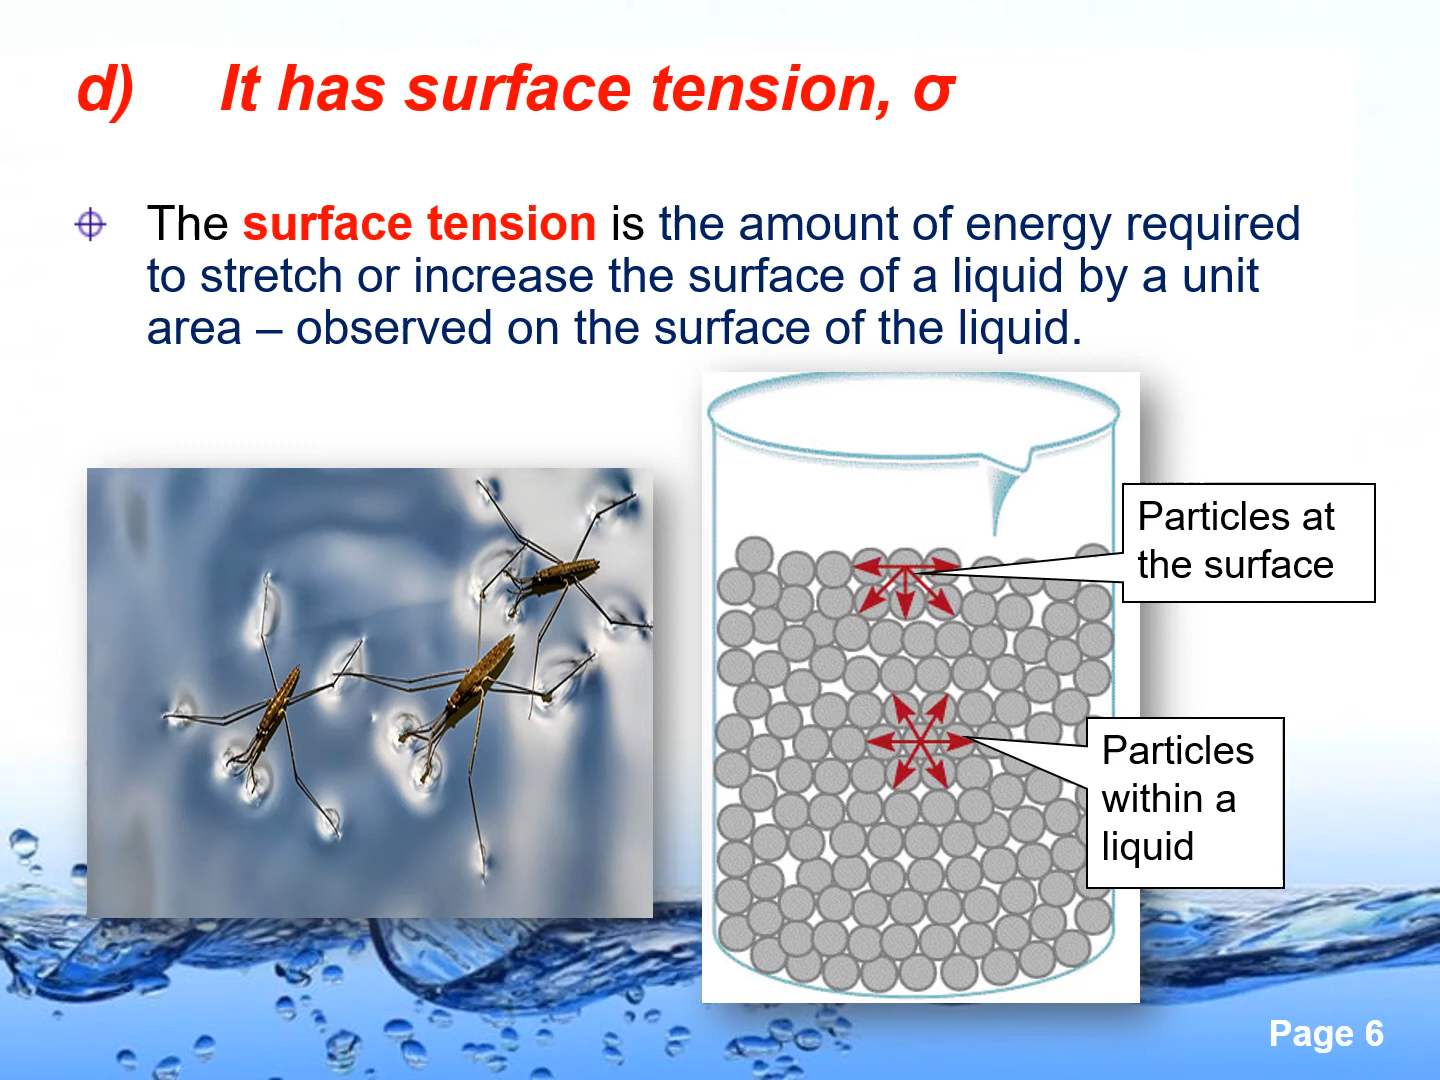 d) It has surface tension, σ
The surface tension is the amount of energy required
to stretch or increase the surface of a liquid by a unit
area – observed on the surface of the liquid.
Particles at
the surface
Particles
within a
liquid
Page 6